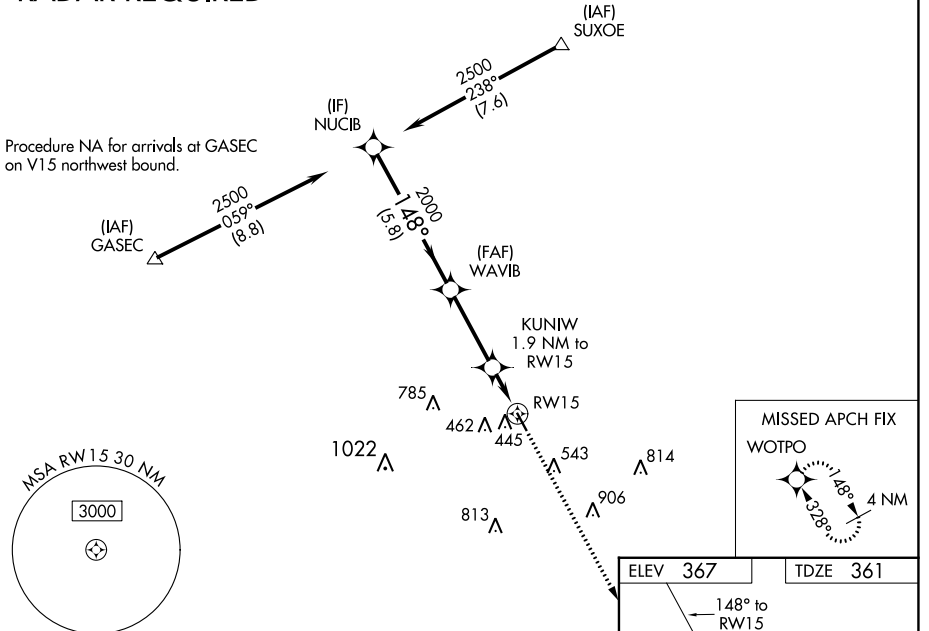 RADAR REQUIRED
(IAF)
SUXOE
2500
238°
(7.6)
(IF)
NUCIB
Procedure NA for arrivals at GASEC
on V15 northwest bound.
2500
059°
(8.8)
(IAF)
GASEC
2000
148°
(5.8)
(FAF)
WAVIB
KUNIW
1.9 NM to
RW15
RW15
785
462
445
1022
543
814
906
813
MSA RW15 30 NM
3000
MISSED APCH FIX
WOTPO
148°
328°
4 NM
ELEV 367
TDZE 361
148° to
RW15